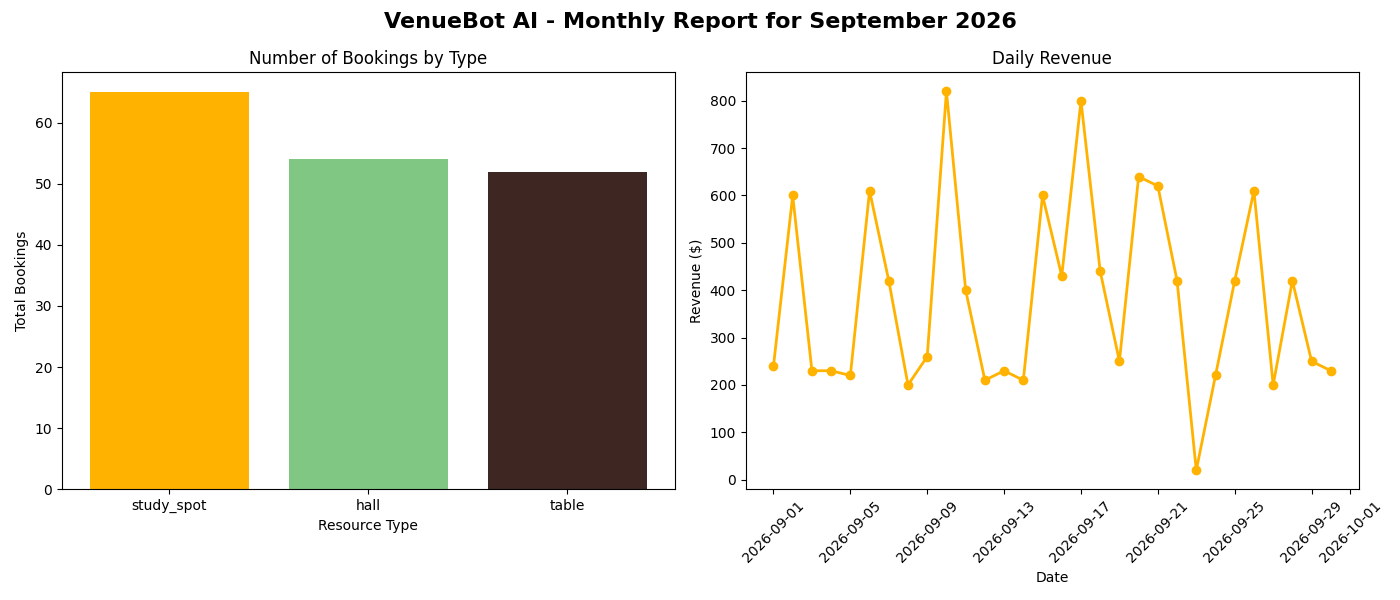 VenueBot AI - Monthly Report for September 2026
Number of Bookings by Type
Total Bookings
60
50
40
30
20
10
0
study_spot hall table
Resource Type
Daily Revenue
Revenue ($)
800
700
600
500
400
300
200
100
0
2026-09-01 2026-09-05 2026-09-09 2026-09-13 2026-09-17 2026-09-21 2026-09-25 2026-09-29 2026-10-01
Date